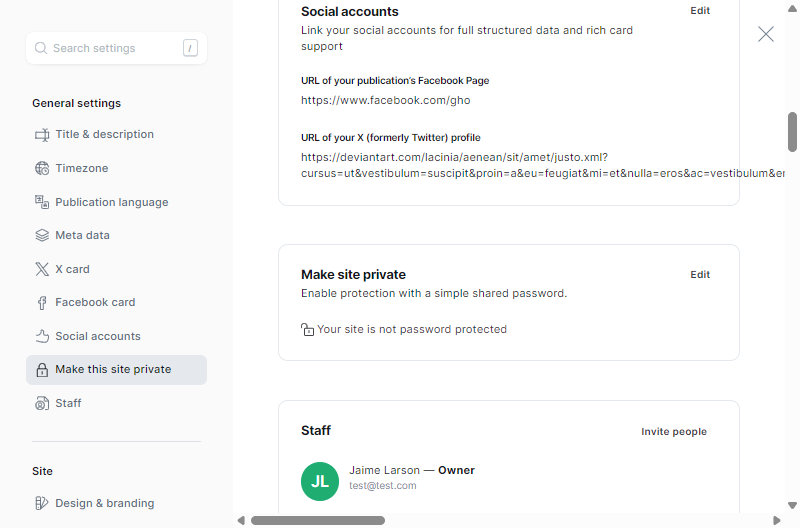 Search settings
/
General settings
Title & description
Timezone
Publication language
Meta data
X card
Facebook card
Social accounts
Make this site private
Staff
Site
Design & branding
Social accounts
Edit
Link your social accounts for full structured data and rich card
support
URL of your publication's Facebook Page
https://www.facebook.com/gho
URL of your X (formerly Twitter) profile
https://deviantart.com/lacinia/aenean/sit/amet/justo.xml?
cursus=ut&vestibulum=suscipit&proin=a&eu=feugiat&mi=et&nulla=eros&ac=vestibulum&e
Make site private
Edit
Enable protection with a simple shared password.
Your site is not password protected
Staff
Invite people
JL
Jaime Larson — Owner
test@test.com